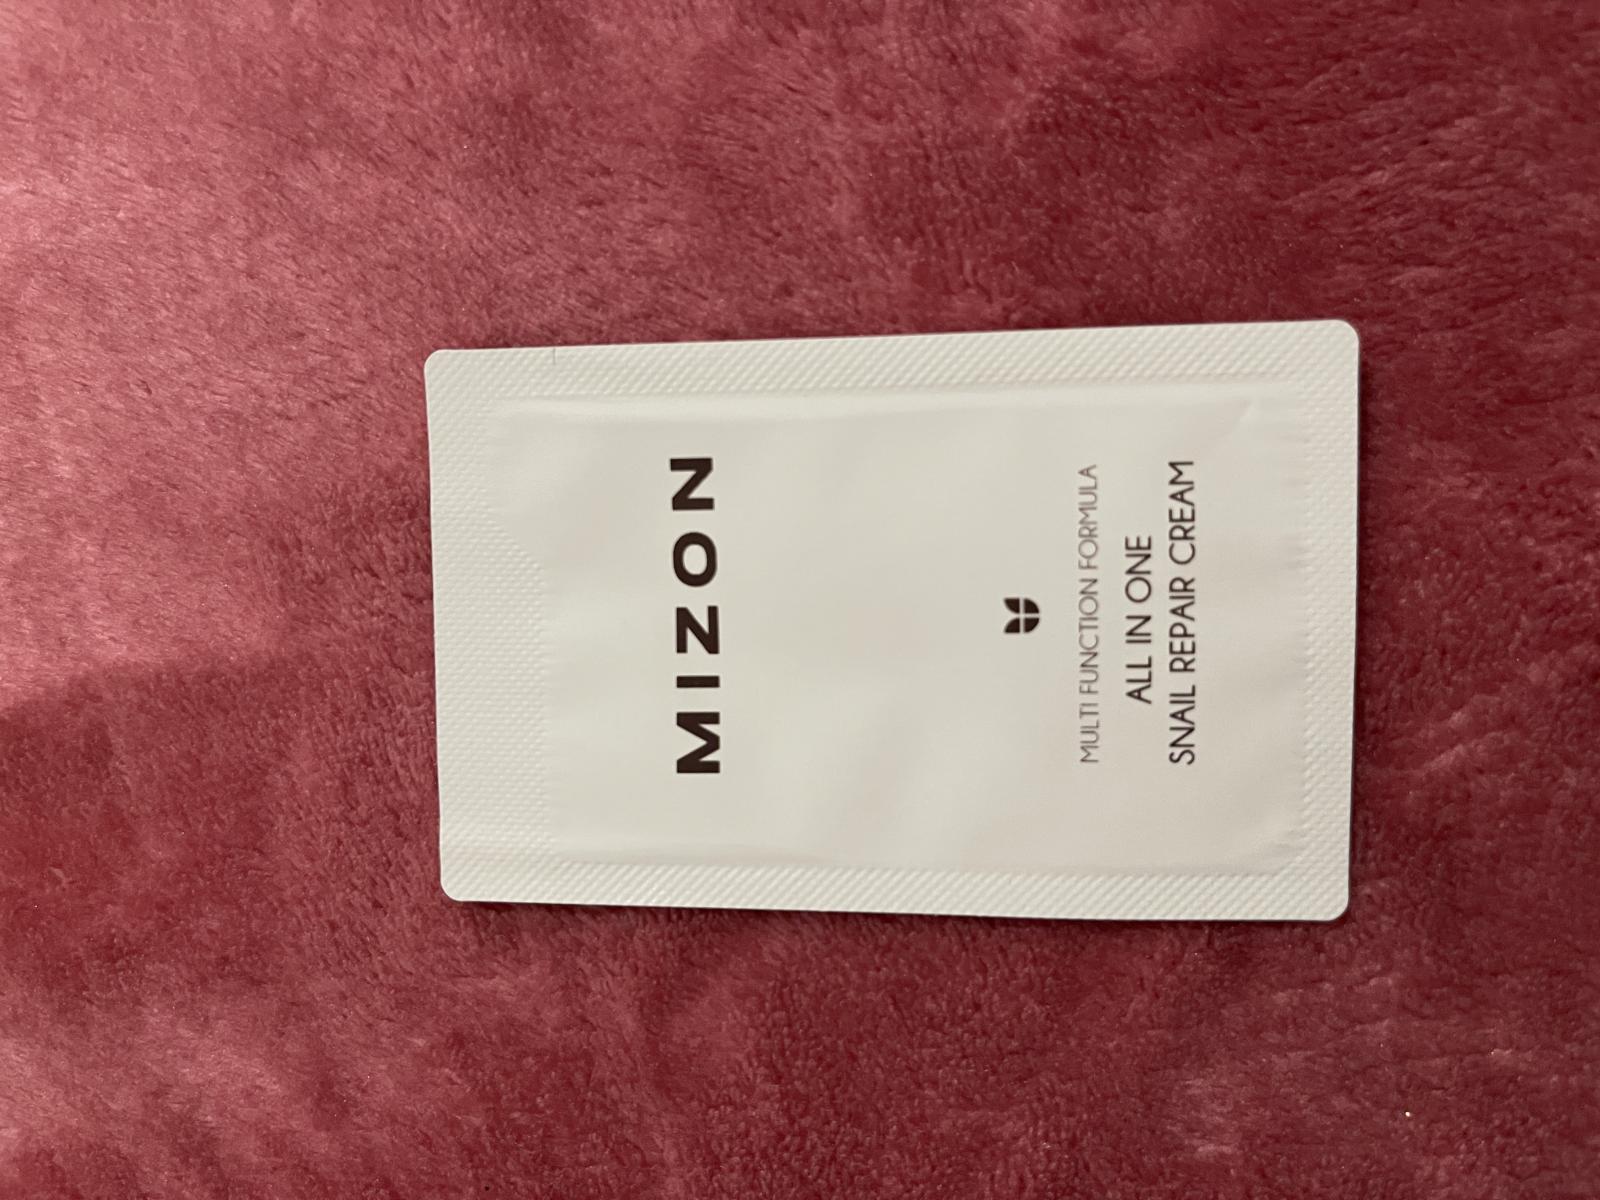 MIZON
MULTI FUNCTION FORMULA
ALL IN ONE
SNAIL REPAIR CREAM